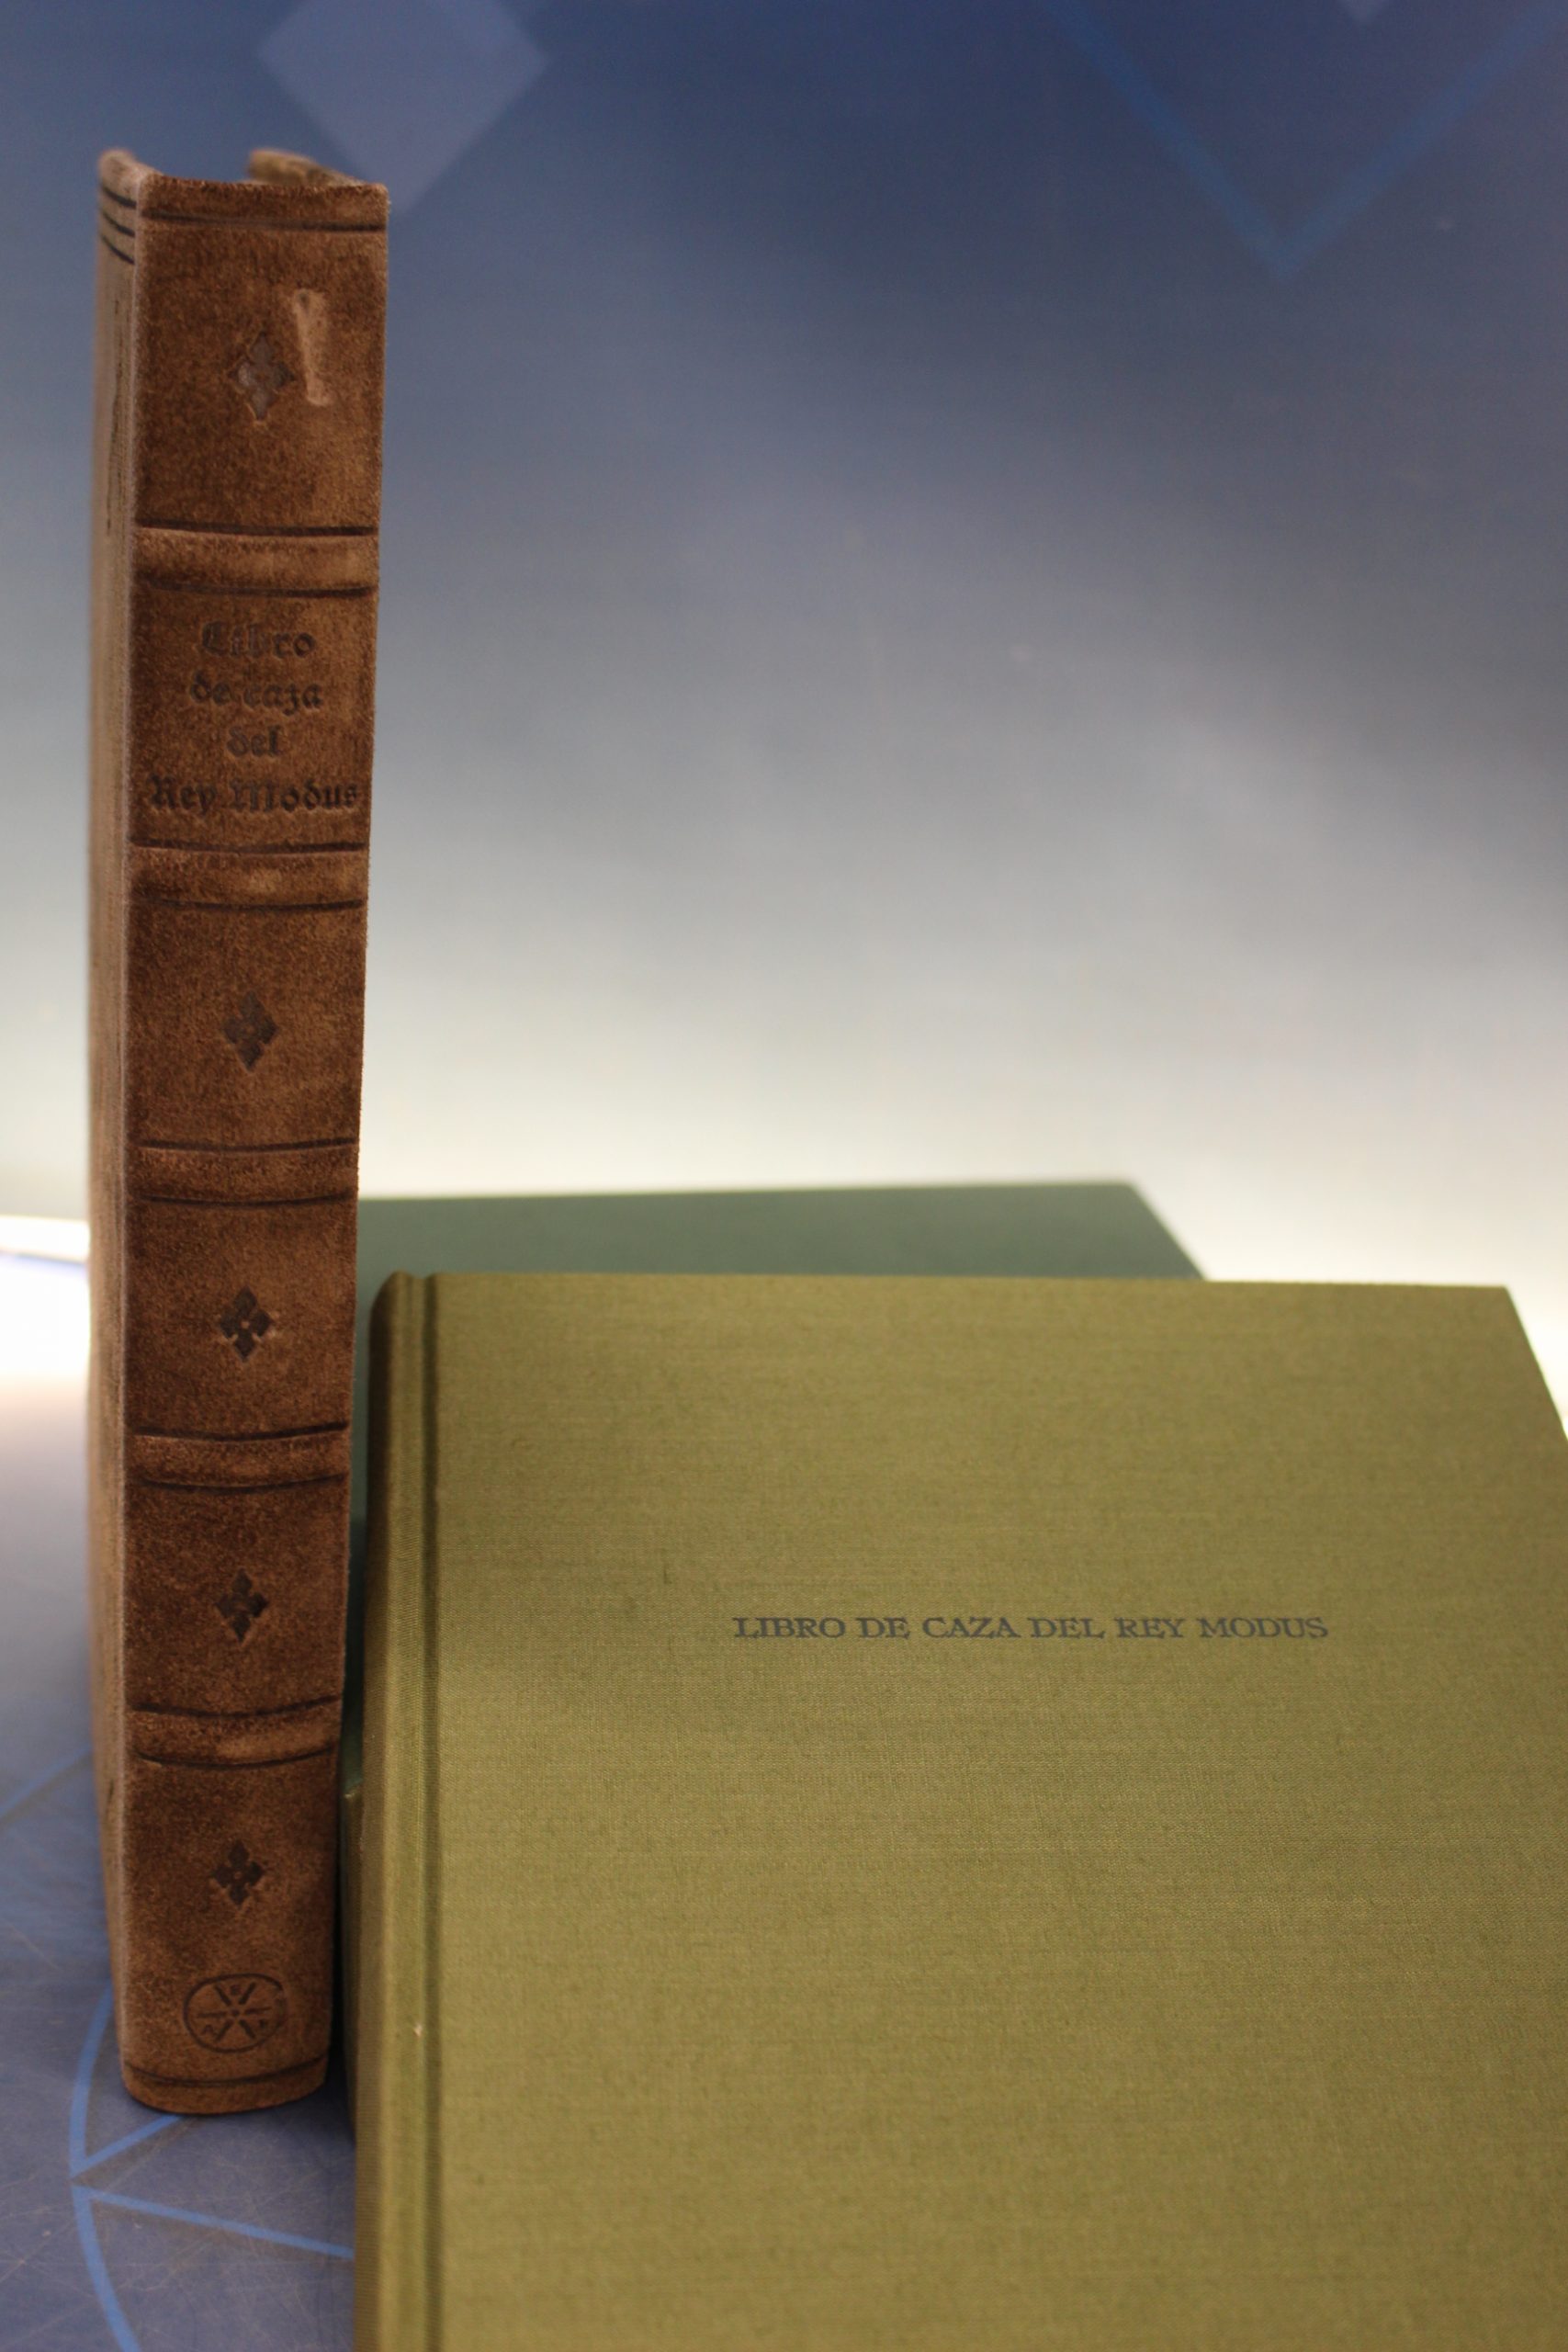 Libro
de caza
del
Rey Modus
LIBRO DE CAZA DEL REY MODUS